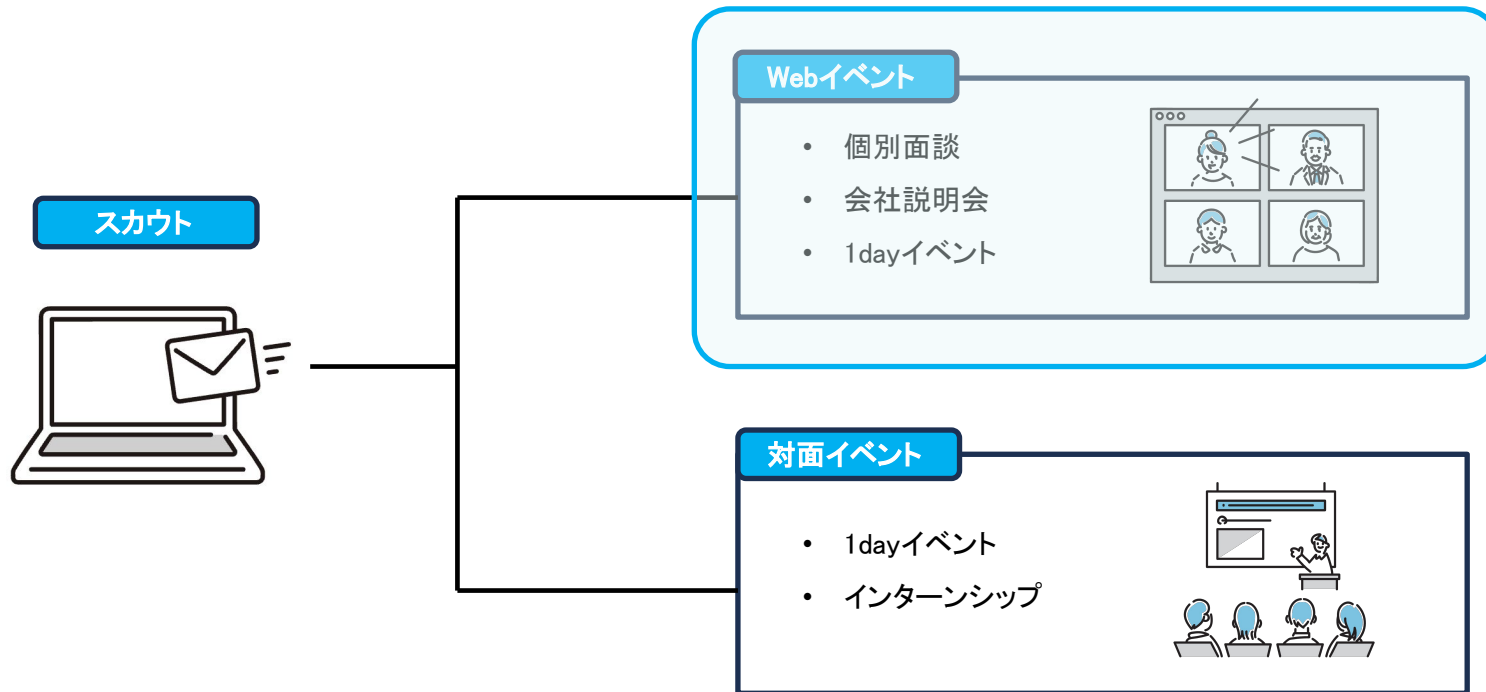 スカウト
Webイベント
• 個別面談
• 会社説明会
• 1dayイベント
対面イベント
• 1dayイベント
• インターンシップ